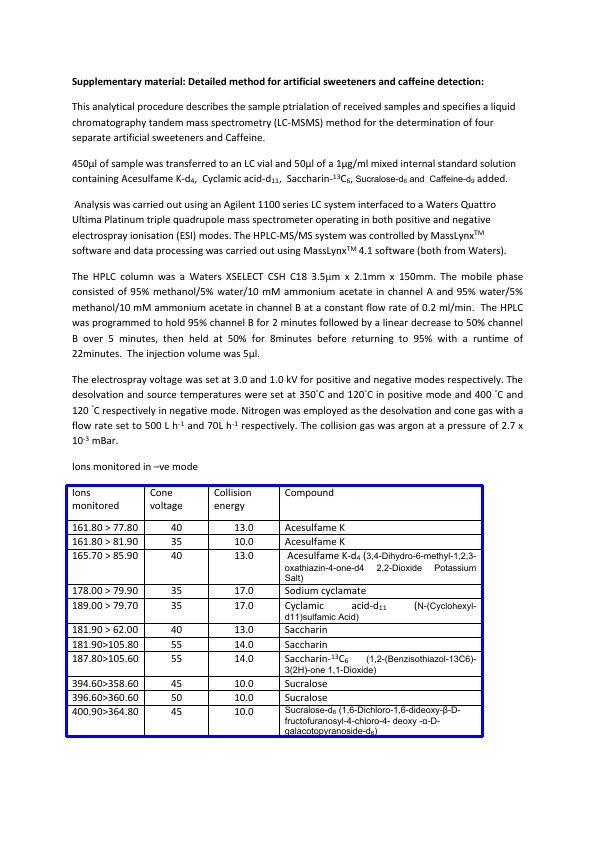 Supplementary material: Detailed method for artificial sweeteners and caffeine detection:
This analytical procedure describes the sample ptrialation of received samples and specifies a liquid
chromatography tandem mass spectrometry (LC-MSMS) method for the determination of four
separate artificial sweeteners and Caffeine.
450µl of sample was transferred to an LC vial and 50µl of a 1µg/ml mixed internal standard solution
containing Acesulfame K-d₄, Cyclamic acid-d₁₁, Saccharin-¹³C₆, Sucralose-d₆ and Caffeine-d₉ added.
Analysis was carried out using an Agilent 1100 series LC system interfaced to a Waters Quattro
Ultima Platinum triple quadrupole mass spectrometer operating in both positive and negative
electrospray ionisation (ESI) modes. The HPLC-MS/MS system was controlled by MassLynx™
software and data processing was carried out using MassLynx™ 4.1 software (both from Waters).
The HPLC column was a Waters XSELECT CSH C18 3.5µm x 2.1mm x 150mm. The mobile phase
consisted of 95% methanol/5% water/10 mM ammonium acetate in channel A and 95% water/5%
methanol/10 mM ammonium acetate in channel B at a constant flow rate of 0.2 ml/min. The HPLC
was programmed to hold 95% channel B for 2 minutes followed by a linear decrease to 50% channel
B over 5 minutes, then held at 50% for 8minutes before returning to 95% with a runtime of
22minutes. The injection volume was 5µl.
The electrospray voltage was set at 3.0 and 1.0 kV for positive and negative modes respectively. The
desolvation and source temperatures were set at 350°C and 120°C in positive mode and 400 °C and
120 °C respectively in negative mode. Nitrogen was employed as the desolvation and cone gas with a
flow rate set to 500 L h⁻¹ and 70L h⁻¹ respectively. The collision gas was argon at a pressure of 2.7 x
10⁻³ mBar.
Ions monitored in –ve mode
Ions monitored Cone voltage Collision energy Compound
161.80 > 77.80 40 13.0 Acesulfame K
161.80 > 81.90 35 10.0 Acesulfame K
165.70 > 85.90 40 13.0 Acesulfame K-d₄ (3,4-Dihydro-6-methyl-1,2,3-
oxathiazin-4-one-d4 2,2-Dioxide Potassium
Salt)
178.00 > 79.90 35 17.0 Sodium cyclamate
189.00 > 79.70 35 17.0 Cyclamic acid-d₁₁ (N-(Cyclohexyl-
d11)sulfamic Acid)
181.90 > 62.00 40 13.0 Saccharin
181.90>105.80 55 14.0 Saccharin
187.80>105.60 55 14.0 Saccharin-¹³C₆ (1,2-(Benzisothiazol-13C6)-
3(2H)-one 1,1-Dioxide)
394.60>358.60 45 10.0 Sucralose
396.60>360.60 50 10.0 Sucralose
400.90>364.80 45 10.0 Sucralose-d₆ (1,6-Dichloro-1,6-dideoxy-β-D-
fructofuranosyl-4-chloro-4- deoxy -α-D-
galacotopyranoside-d₆)